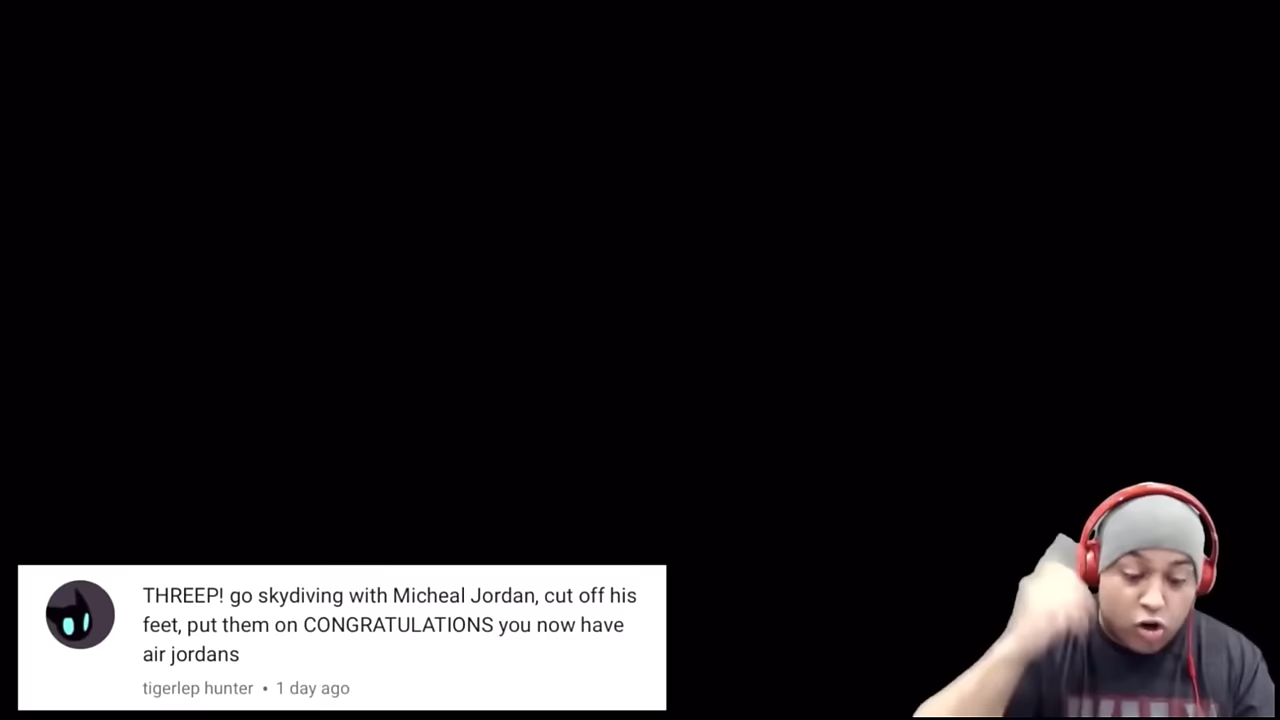 THREEP! go skydiving with Micheal Jordan, cut off his
feet, put them on CONGRATULATIONS you now have
air jordans
tigerlep hunter • 1 day ago